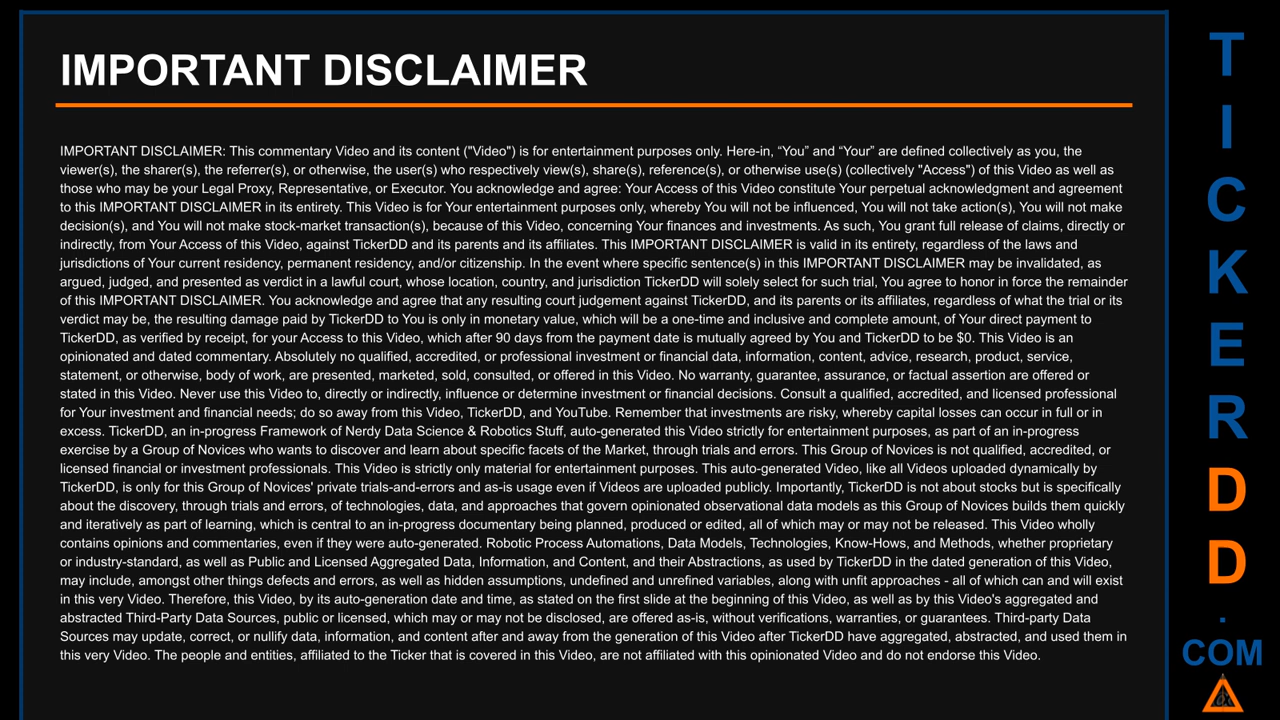 IMPORTANT DISCLAIMER
IMPORTANT DISCLAIMER: This commentary Video and its content ("Video") is for entertainment purposes only. Here-in, “You” and “Your” are defined collectively as you, the
viewer(s), the sharer(s), the referrer(s), or otherwise, the user(s) who respectively view(s), share(s), reference(s), or otherwise use(s) (collectively "Access") of this Video as well as
those who may be your Legal Proxy, Representative, or Executor. You acknowledge and agree: Your Access of this Video constitute Your perpetual acknowledgment and agreement
to this IMPORTANT DISCLAIMER in its entirety. This Video is for Your entertainment purposes only, whereby You will not be influenced, You will not take action(s), You will not make
decision(s), and You will not make stock-market transaction(s), because of this Video, concerning Your finances and investments. As such, You grant full release of claims, directly or
indirectly, from Your Access of this Video, against TickerDD and its parents and its affiliates. This IMPORTANT DISCLAIMER is valid in its entirety, regardless of the laws and
jurisdictions of Your current residency, permanent residency, and/or citizenship. In the event where specific sentence(s) in this IMPORTANT DISCLAIMER may be invalidated, as
argued, judged, and presented as verdict in a lawful court, whose location, country, and jurisdiction TickerDD will solely select for such trial, You agree to honor in force the remainder
of this IMPORTANT DISCLAIMER. You acknowledge and agree that any resulting court judgement against TickerDD, and its parents or its affiliates, regardless of what the trial or its
verdict may be, the resulting damage paid by TickerDD to You is only in monetary value, which will be a one-time and inclusive and complete amount, of Your direct payment to
TickerDD, as verified by receipt, for your Access to this Video, which after 90 days from the payment date is mutually agreed by You and TickerDD to be $0. This Video is an
opinionated and dated commentary. Absolutely no qualified, accredited, or professional investment or financial data, information, content, advice, research, product, service,
statement, or otherwise, body of work, are presented, marketed, sold, consulted, or offered in this Video. No warranty, guarantee, assurance, or factual assertion are offered or
stated in this Video. Never use this Video to, directly or indirectly, influence or determine investment or financial decisions. Consult a qualified, accredited, and licensed professional
for Your investment and financial needs; do so away from this Video, TickerDD, and YouTube. Remember that investments are risky, whereby capital losses can occur in full or in
excess. TickerDD, an in-progress Framework of Nerdy Data Science & Robotics Stuff, auto-generated this Video strictly for entertainment purposes, as part of an in-progress
exercise by a Group of Novices who wants to discover and learn about specific facets of the Market, through trials and errors. This Group of Novices is not qualified, accredited, or
licensed financial or investment professionals. This Video is strictly only material for entertainment purposes. This auto-generated Video, like all Videos uploaded dynamically by
TickerDD, is only for this Group of Novices' private trials-and-errors and as-is usage even if Videos are uploaded publicly. Importantly, TickerDD is not about stocks but is specifically
about the discovery, through trials and errors, of technologies, data, and approaches that govern opinionated observational data models as this Group of Novices builds them quickly
and iteratively as part of learning, which is central to an in-progress documentary being planned, produced or edited, all of which may or may not be released. This Video wholly
contains opinions and commentaries, even if they were auto-generated. Robotic Process Automations, Data Models, Technologies, Know-Hows, and Methods, whether proprietary
or industry-standard, as well as Public and Licensed Aggregated Data, Information, and Content, and their Abstractions, as used by TickerDD in the dated generation of this Video,
may include, amongst other things defects and errors, as well as hidden assumptions, undefined and unrefined variables, along with unfit approaches - all of which can and will exist
in this very Video. Therefore, this Video, by its auto-generation date and time, as stated on the first slide at the beginning of this Video, as well as by this Video's aggregated and
abstracted Third-Party Data Sources, public or licensed, which may or may not be disclosed, are offered as-is, without verifications, warranties, or guarantees. Third-party Data
Sources may update, correct, or nullify data, information, and content after and away from the generation of this Video after TickerDD have aggregated, abstracted, and used them in
this very Video. The people and entities, affiliated to the Ticker that is covered in this Video, are not affiliated with this opinionated Video and do not endorse this Video.
T
I
C
K
E
R
D
D
.
COM